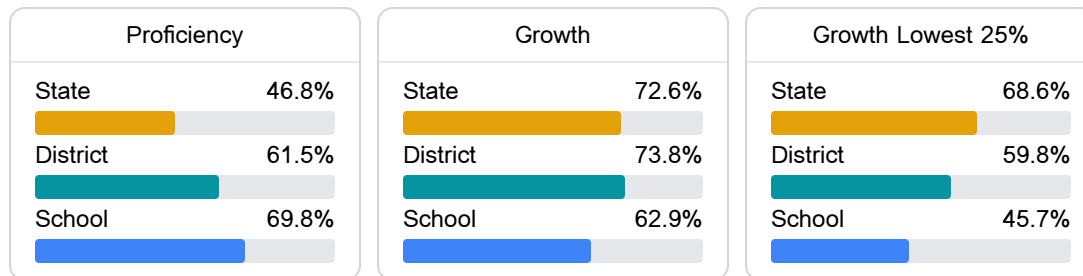 Proficiency
State 46.8%
District 61.5%
School 69.8%
Growth
State 72.6%
District 73.8%
School 62.9%
Growth Lowest 25%
State 68.6%
District 59.8%
School 45.7%